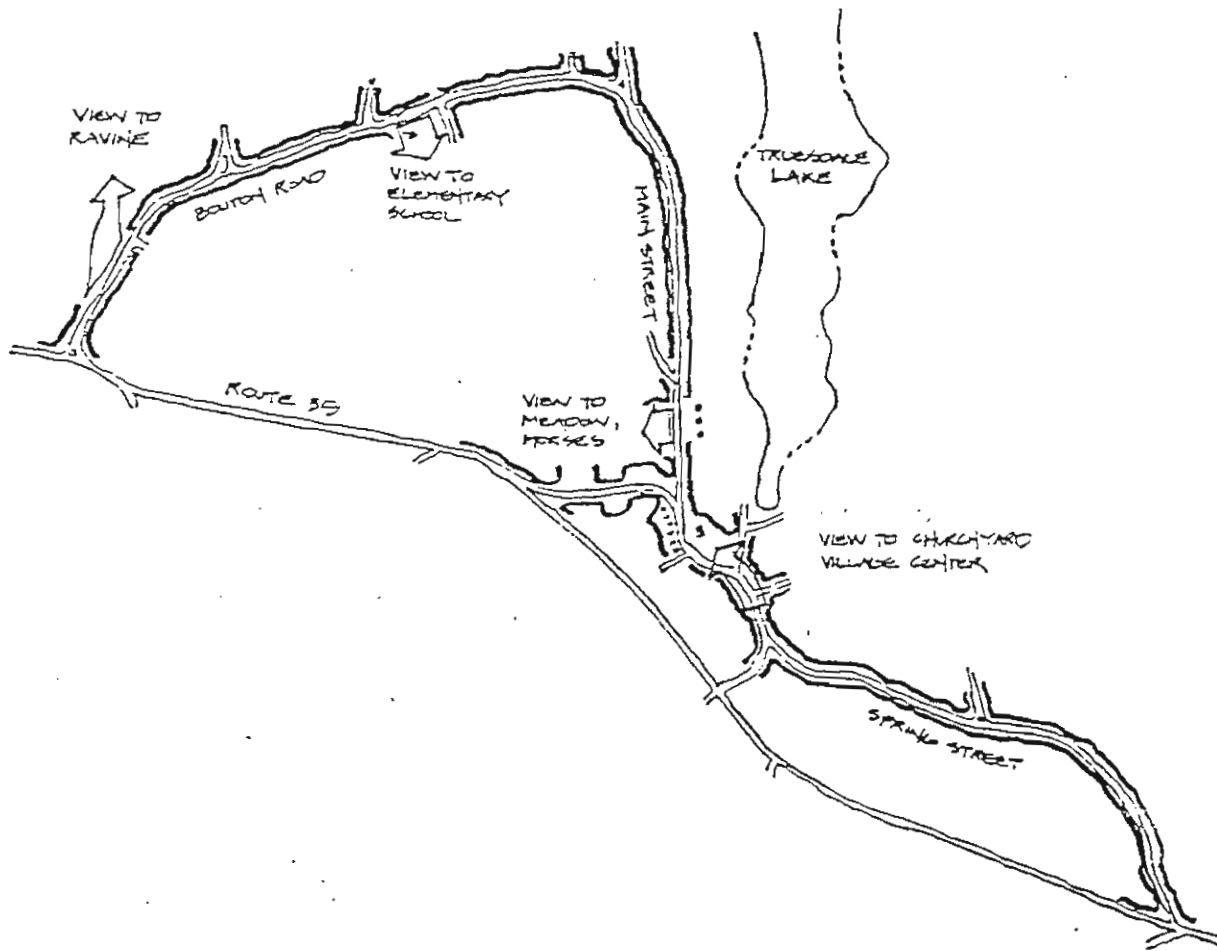 VIEW TO
RAVINE
BOUTON ROAD
VIEW TO
ELEMENTARY
SCHOOL
MAIN STREET
TRUESDALE
LAKE
ROUTE 35
VIEW TO
MEADOW,
HORSES
VIEW TO CHURCHYARD
VILLAGE CENTER
SPRING STREET